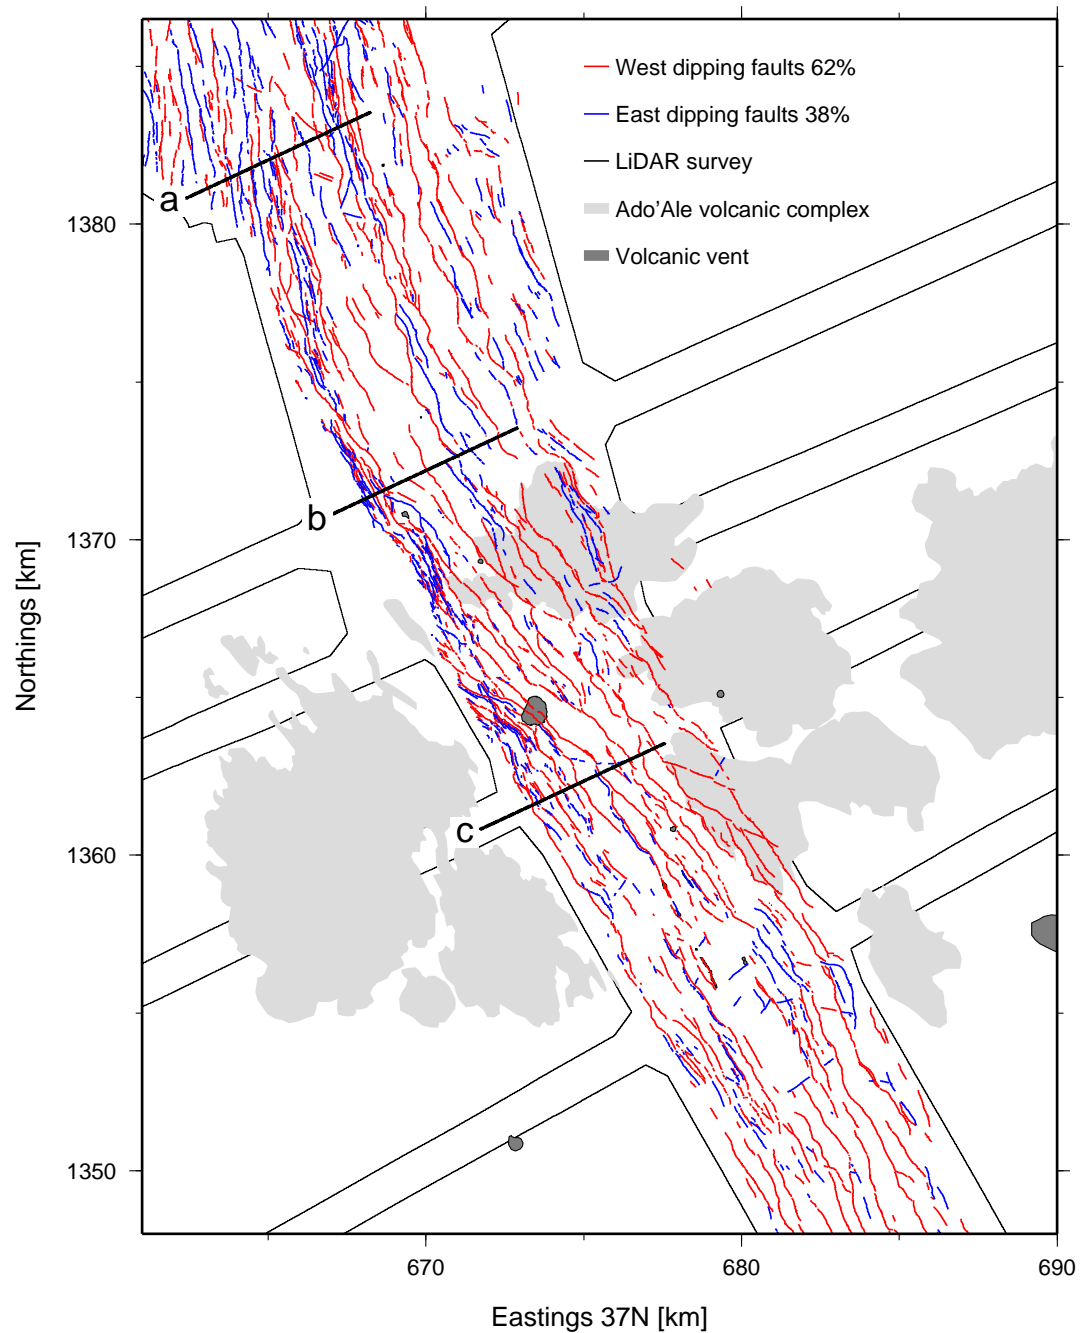 West dipping faults 62%
East dipping faults 38%
LiDAR survey
Ado'Ale volcanic complex
Volcanic vent
a
b
c
1380
1370
1360
1350
Northings [km]
670
680
690
Eastings 37N [km]